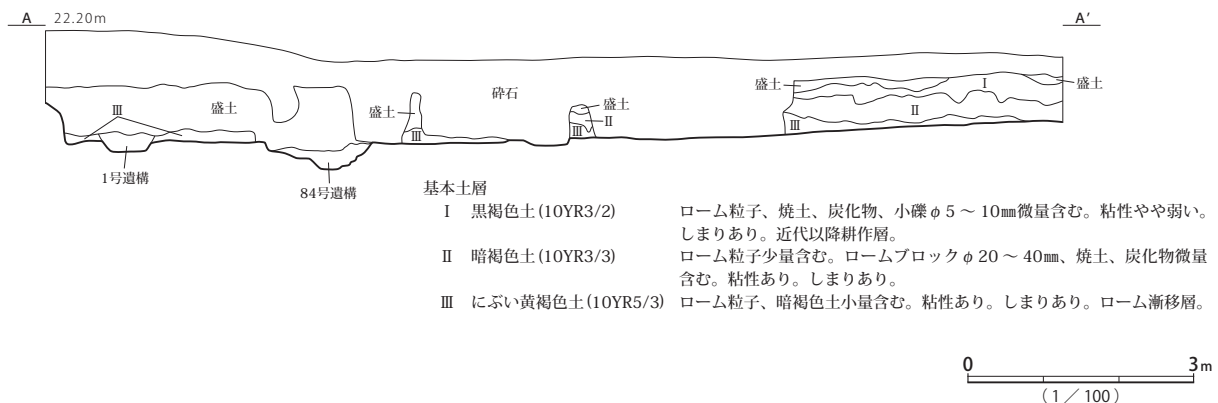 A 22.20m A′
盛土 Ⅰ 盛土
碎石
Ⅲ 盛土 盛土 盛土 Ⅱ
Ⅱ
Ⅲ Ⅲ Ⅲ
1号遺構
84号遺構
基本土層
Ⅰ 黒褐色土(10YR3/2) ローム粒子、焼土、炭化物、小礫φ5～10㎜微量含む。粘性やや弱い。
しまりあり。近代以降耕作層。
Ⅱ 暗褐色土(10YR3/3) ローム粒子少量含む。ロームブロックφ20～40㎜、焼土、炭化物微量
含む。粘性あり。しまりあり。
Ⅲ にぶい黄褐色土(10YR5/3) ローム粒子、暗褐色土小量含む。粘性あり。しまりあり。ローム漸移層。
0 3m
(1／100)